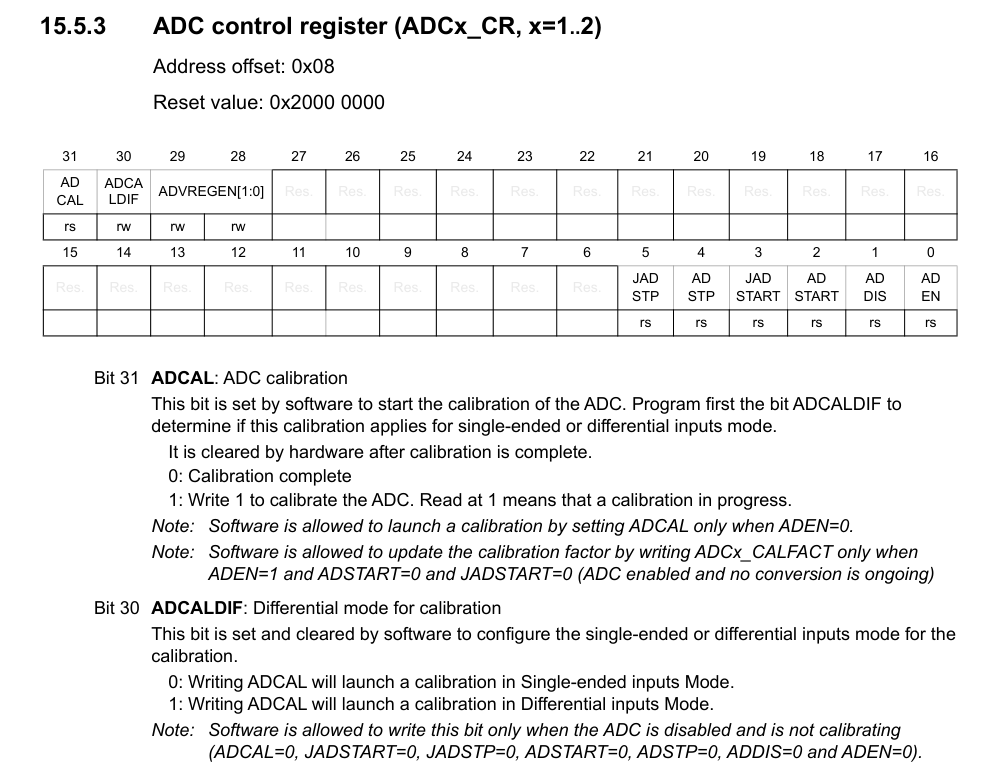 15.5.3 ADC control register (ADCx_CR, x=1..2)
Address offset: 0x08
Reset value: 0x2000 0000
31 30 29 28 27 26 25 24 23 22 21 20 19 18 17 16
AD CAL ADCA LDIF ADVREGEN[1:0] Res. Res. Res. Res. Res. Res. Res. Res. Res. Res. Res. Res.
rs rw rw rw
15 14 13 12 11 10 9 8 7 6 5 4 3 2 1 0
Res. Res. Res. Res. Res. Res. Res. Res. Res. Res. JAD STP AD STP JAD START AD START AD DIS AD EN
rs rs rs rs rs rs
Bit 31 ADCAL: ADC calibration
This bit is set by software to start the calibration of the ADC. Program first the bit ADCALDIF to
determine if this calibration applies for single-ended or differential inputs mode.
It is cleared by hardware after calibration is complete.
0: Calibration complete
1: Write 1 to calibrate the ADC. Read at 1 means that a calibration in progress.
Note: Software is allowed to launch a calibration by setting ADCAL only when ADEN=0.
Note: Software is allowed to update the calibration factor by writing ADCx_CALFACT only when
ADEN=1 and ADSTART=0 and JADSTART=0 (ADC enabled and no conversion is ongoing)
Bit 30 ADCALDIF: Differential mode for calibration
This bit is set and cleared by software to configure the single-ended or differential inputs mode for the
calibration.
0: Writing ADCAL will launch a calibration in Single-ended inputs Mode.
1: Writing ADCAL will launch a calibration in Differential inputs Mode.
Note: Software is allowed to write this bit only when the ADC is disabled and is not calibrating
(ADCAL=0, JADSTART=0, JADSTP=0, ADSTART=0, ADSTP=0, ADDIS=0 and ADEN=0).